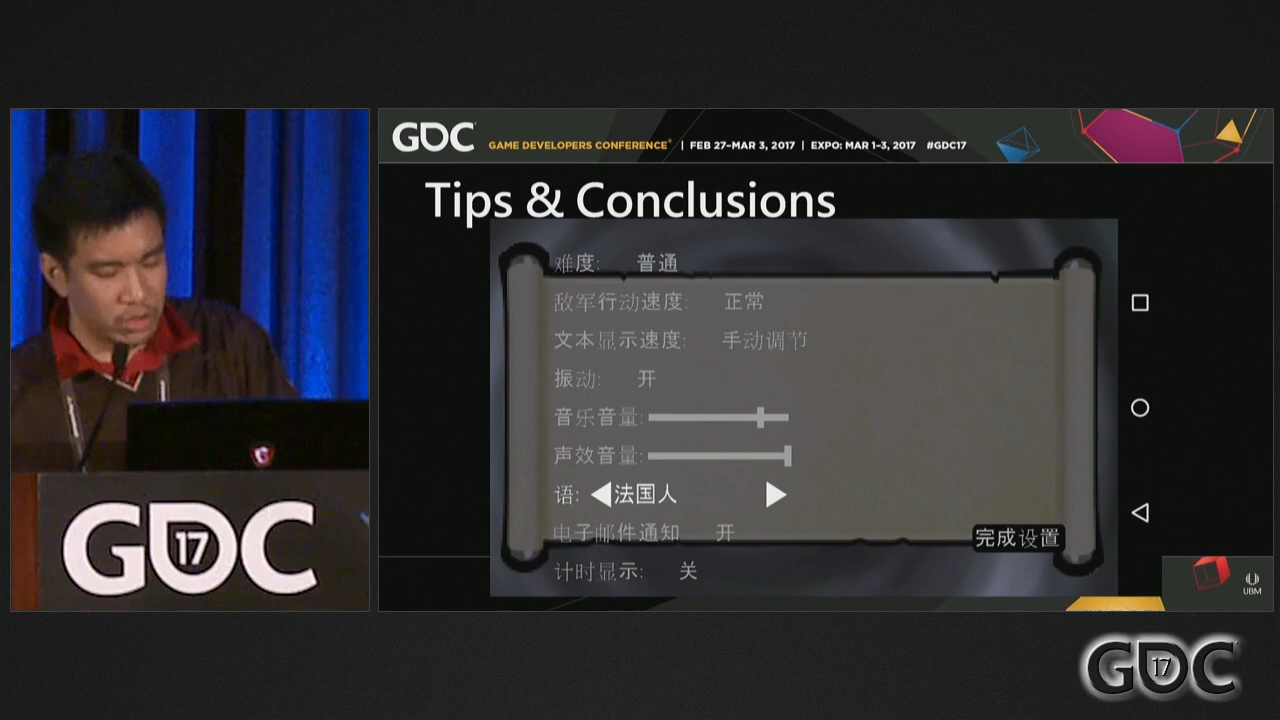 GDC
GAME DEVELOPERS CONFERENCE® | FEB 27–MAR 3, 2017 | EXPO: MAR 1–3, 2017 #GDC17
Tips & Conclusions
难度: 普通
敌军行动速度: 正常
文本显示速度: 手动调节
振动: 开
音乐音量:
声效音量:
语: 法国人
电子邮件通知 开
完成设置
计时显示: 关
UBM
GDC
17
GDC
17